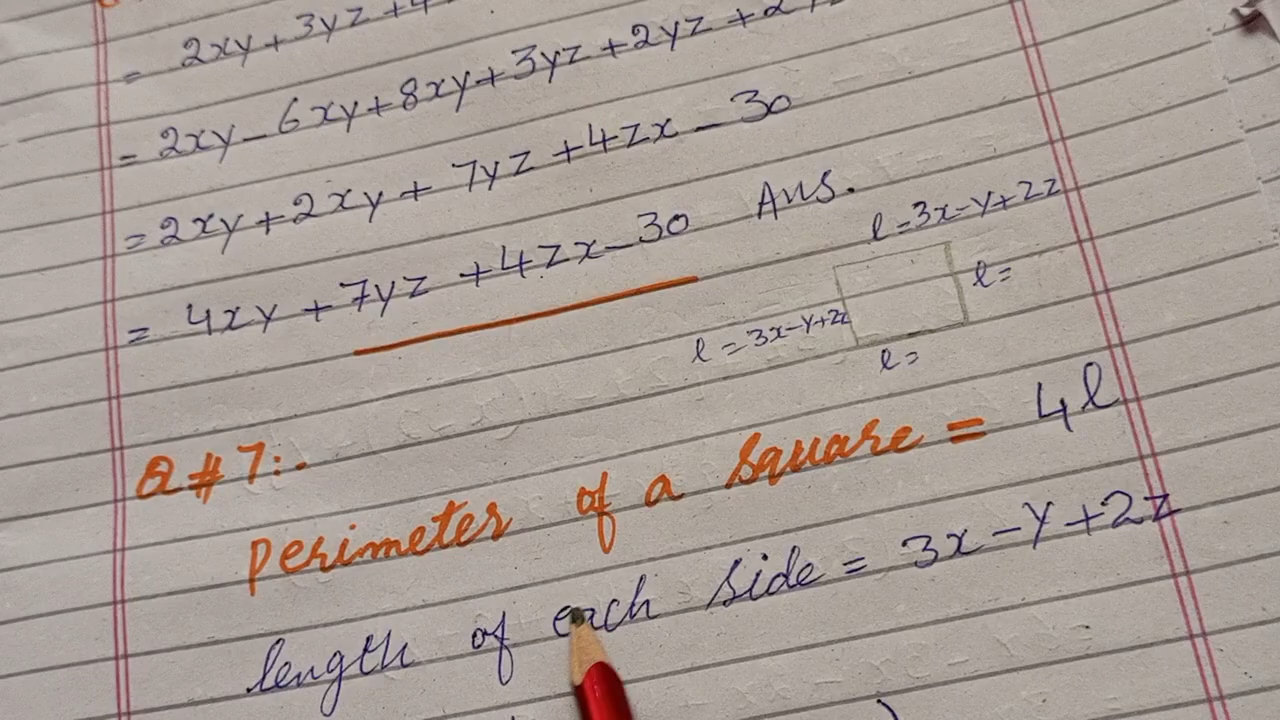 = 2xy + 3yz + 4
= 2xy - 6xy + 8xy + 3yz + 2yz + 2
= 2xy + 2xy + 7yz + 4zx - 30
= 4xy + 7yz + 4zx - 30 Ans.
l = 3x-y+2z
l =
l = 3x-y+2z
l =
Q # 7:.
Perimeter of a square = 4l
length of each side = 3x - y + 2z